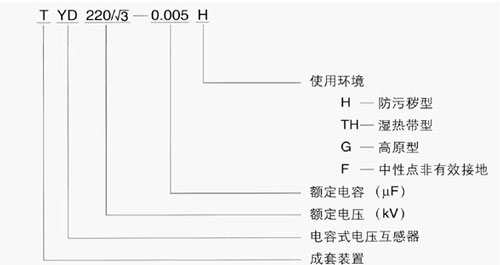 T YD 220/√3—0.005 H
使用环境
H — 防污秽型
TH— 湿热带型
G — 高原型
F — 中性点非有效接地
额定电容（μF）
额定电压（kV）
电容式电压互感器
成套装置